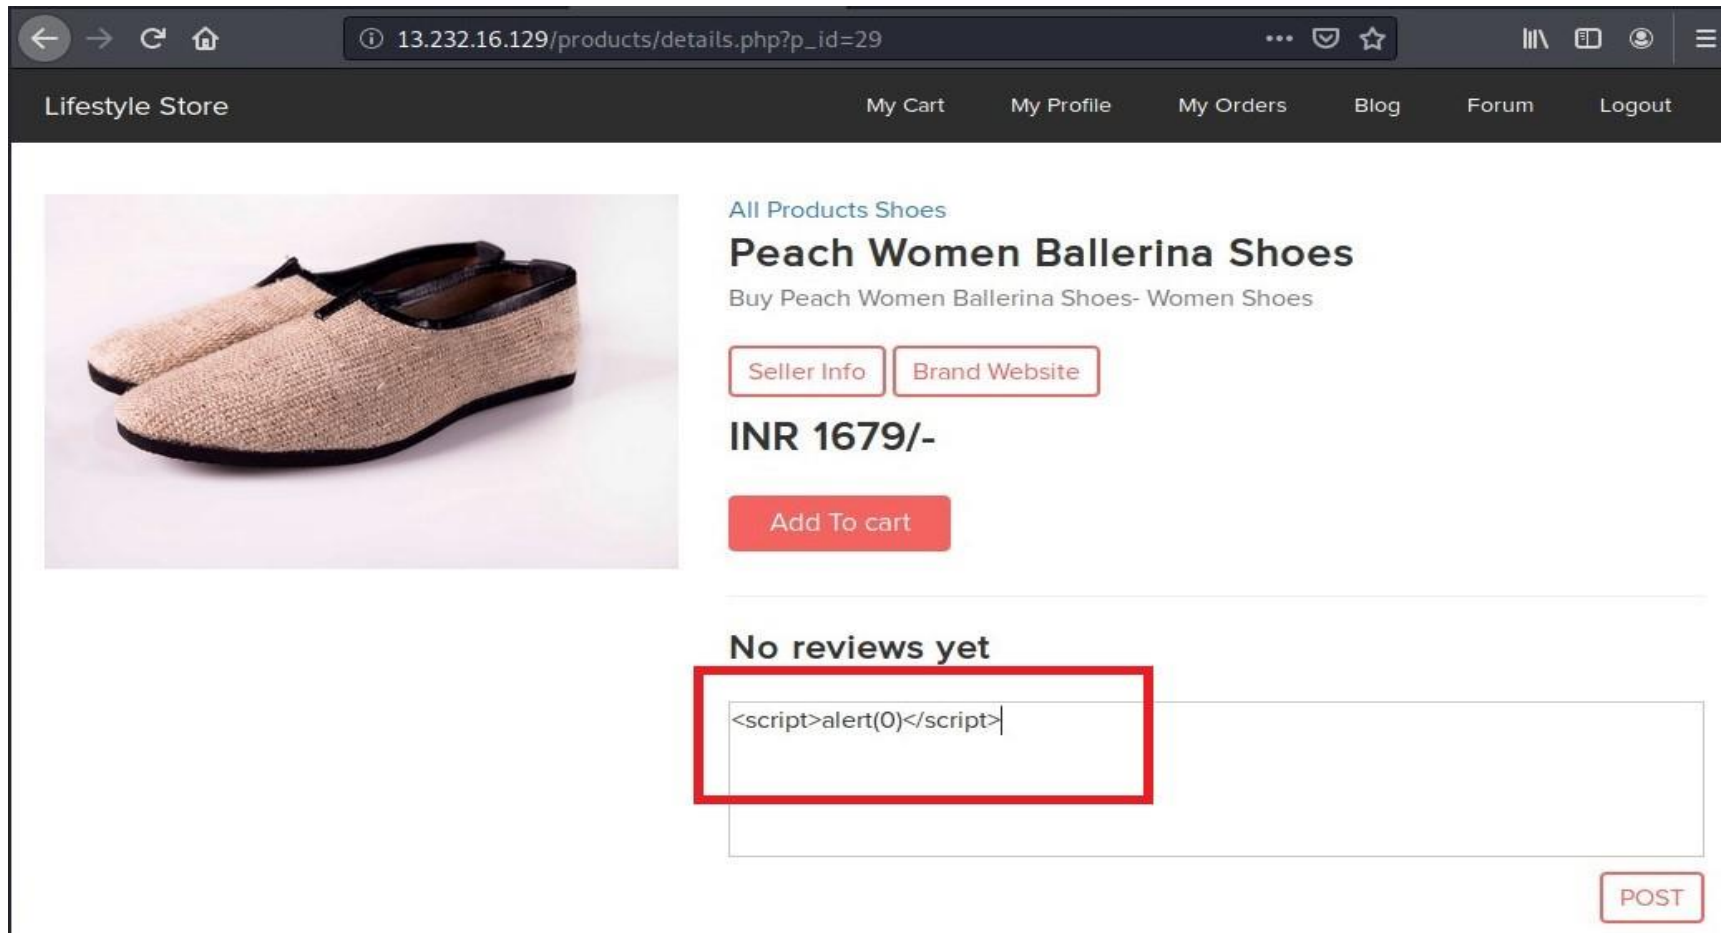 13.232.16.129/products/details.php?p_id=29
Lifestyle Store My Cart My Profile My Orders Blog Forum Logout
All Products Shoes
Peach Women Ballerina Shoes
Buy Peach Women Ballerina Shoes- Women Shoes
Seller Info Brand Website
INR 1679/-
Add To cart
No reviews yet
<script>alert(0)</script>
POST